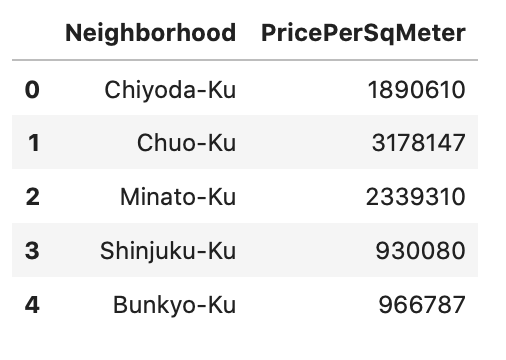 Neighborhood PricePerSqMeter
0 Chiyoda-Ku 1890610
1 Chuo-Ku 3178147
2 Minato-Ku 2339310
3 Shinjuku-Ku 930080
4 Bunkyo-Ku 966787